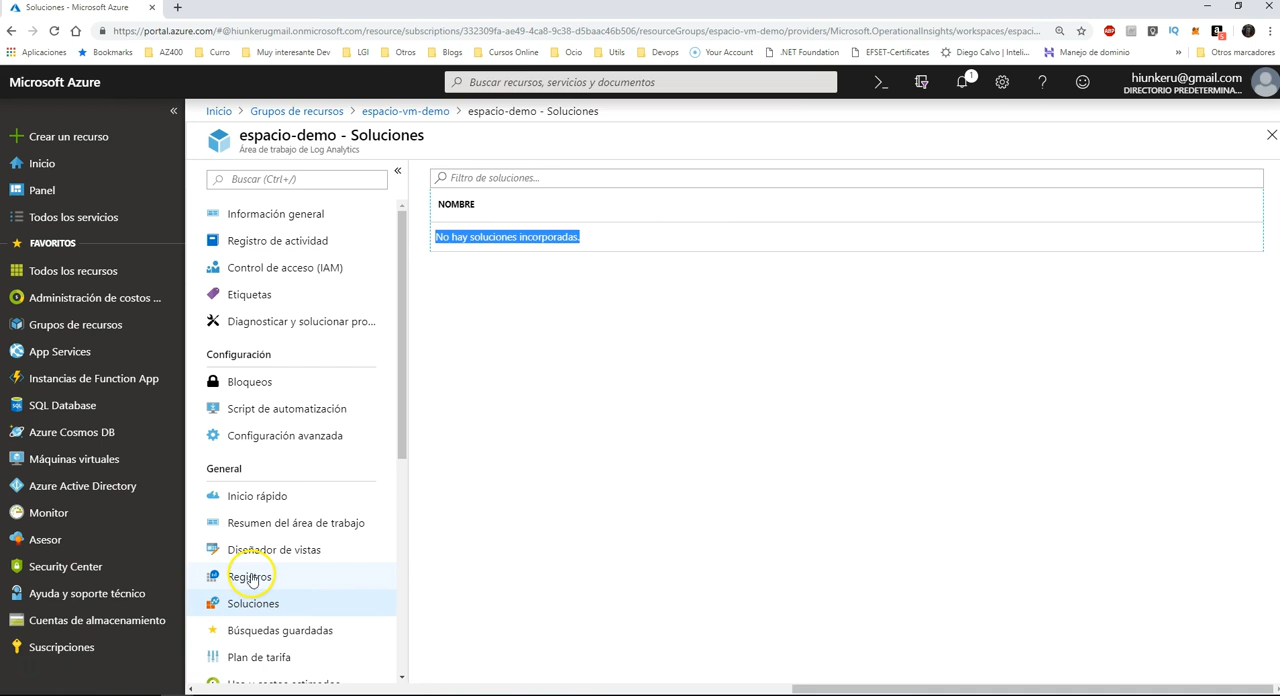 Soluciones - Microsoft Azure
https://portal.azure.com/#@hiunkerugmail.onmicrosoft.com/resource/subscriptions/332309fa-ae49-4ca8-9c38-d5baac46b506/resourceGroups/espacio-vm-demo/providers/Microsoft.OperationalInsights/workspaces/espaci...
Aplicaciones Bookmarks AZ400 Curro Muy interesante Dev LGI Otros Blogs Cursos Online Ocio Utils Devops Your Account .NET Foundation EFSET-Certificates Diego Calvo | Inteli... Manejo de dominio » Otros marcadores
Microsoft Azure
Buscar recursos, servicios y documentos
1
hiunkeru@gmail.com
DIRECTORIO PREDETERMINA...
Crear un recurso
Inicio
Panel
Todos los servicios
FAVORITOS
Todos los recursos
Administración de costos ...
Grupos de recursos
App Services
Instancias de Function App
SQL Database
Azure Cosmos DB
Máquinas virtuales
Azure Active Directory
Monitor
Asesor
Security Center
Ayuda y soporte técnico
Cuentas de almacenamiento
Suscripciones
Inicio > Grupos de recursos > espacio-vm-demo > espacio-demo - Soluciones
espacio-demo - Soluciones
Área de trabajo de Log Analytics
Buscar (Ctrl+/)
Información general
Registro de actividad
Control de acceso (IAM)
Etiquetas
Diagnosticar y solucionar pro...
Configuración
Bloqueos
Script de automatización
Configuración avanzada
General
Inicio rápido
Resumen del área de trabajo
Diseñador de vistas
Registros
Soluciones
Búsquedas guardadas
Plan de tarifa
Filtro de soluciones...
NOMBRE
No hay soluciones incorporadas.